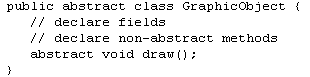 public abstract class GraphicObject {
   // declare fields
   // declare non-abstract methods
   abstract void draw();
}